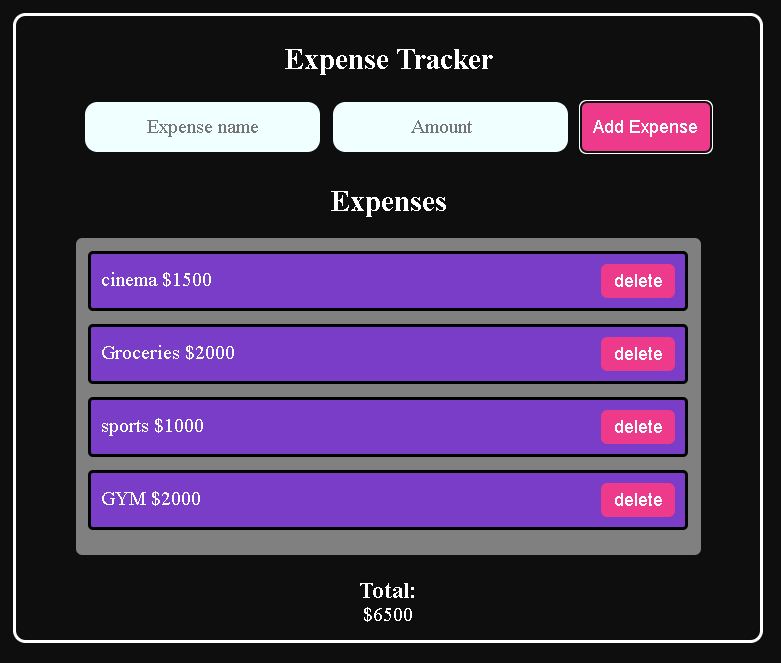 Expense Tracker
Expense name Amount Add Expense
Expenses
cinema $1500 delete
Groceries $2000 delete
sports $1000 delete
GYM $2000 delete
Total:
$6500